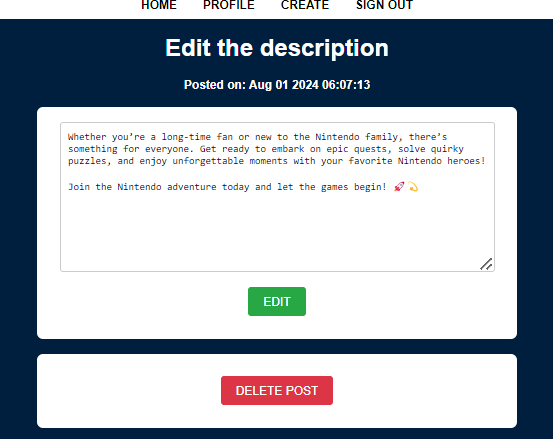 HOME PROFILE CREATE SIGN OUT
Edit the description
Posted on: Aug 01 2024 06:07:13
Whether you’re a long-time fan or new to the Nintendo family, there’s
something for everyone. Get ready to embark on epic quests, solve quirky
puzzles, and enjoy unforgettable moments with your favorite Nintendo heroes!
Join the Nintendo adventure today and let the games begin! 🚀💫
EDIT
DELETE POST